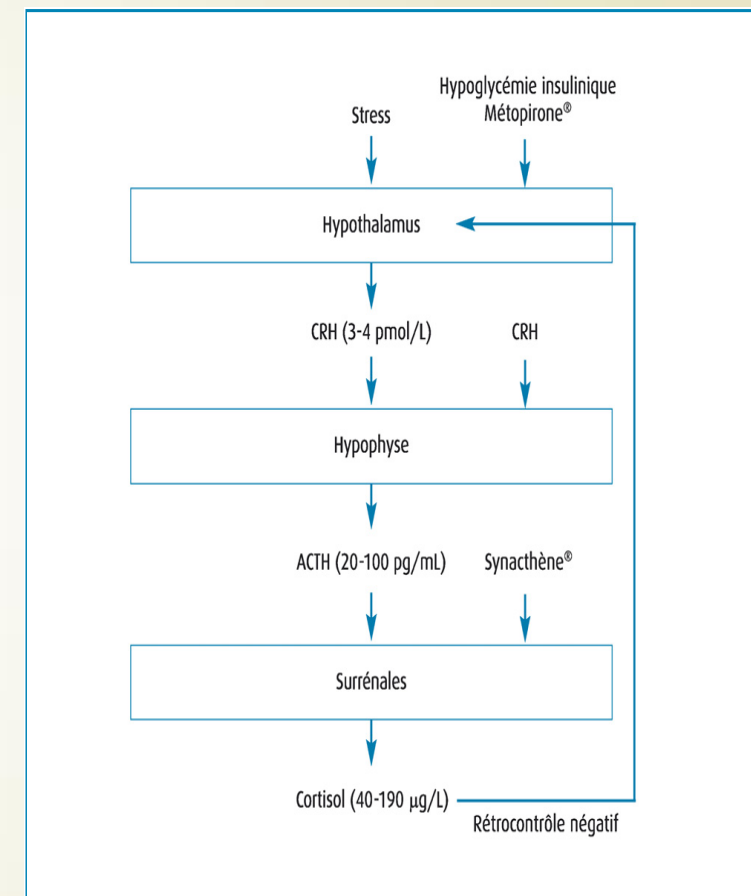 Hypoglycémie insulinique
Stress
Métopirone®
Hypothalamus
CRH (3-4 pmol/L)
CRH
Hypophyse
ACTH (20-100 pg/mL)
Synacthène®
Surrénales
Cortisol (40-190 µg/L)
Rétrocontrôle négatif